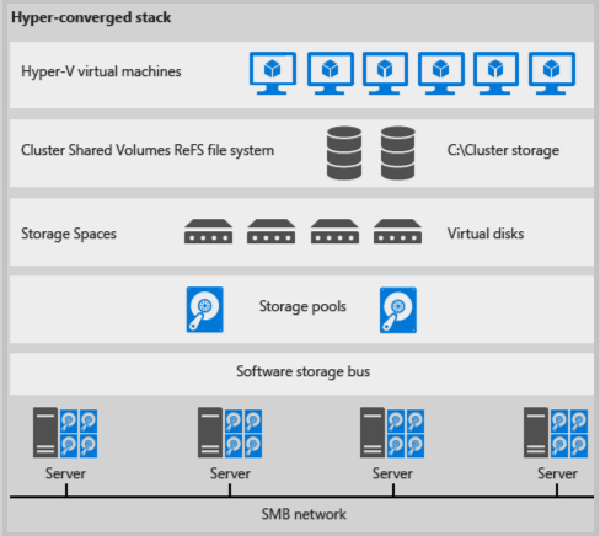 Hyper-converged stack
Hyper-V virtual machines
Cluster Shared Volumes ReFS file system
C:\Cluster storage
Storage Spaces
Virtual disks
Storage pools
Software storage bus
Server
Server
Server
Server
SMB network